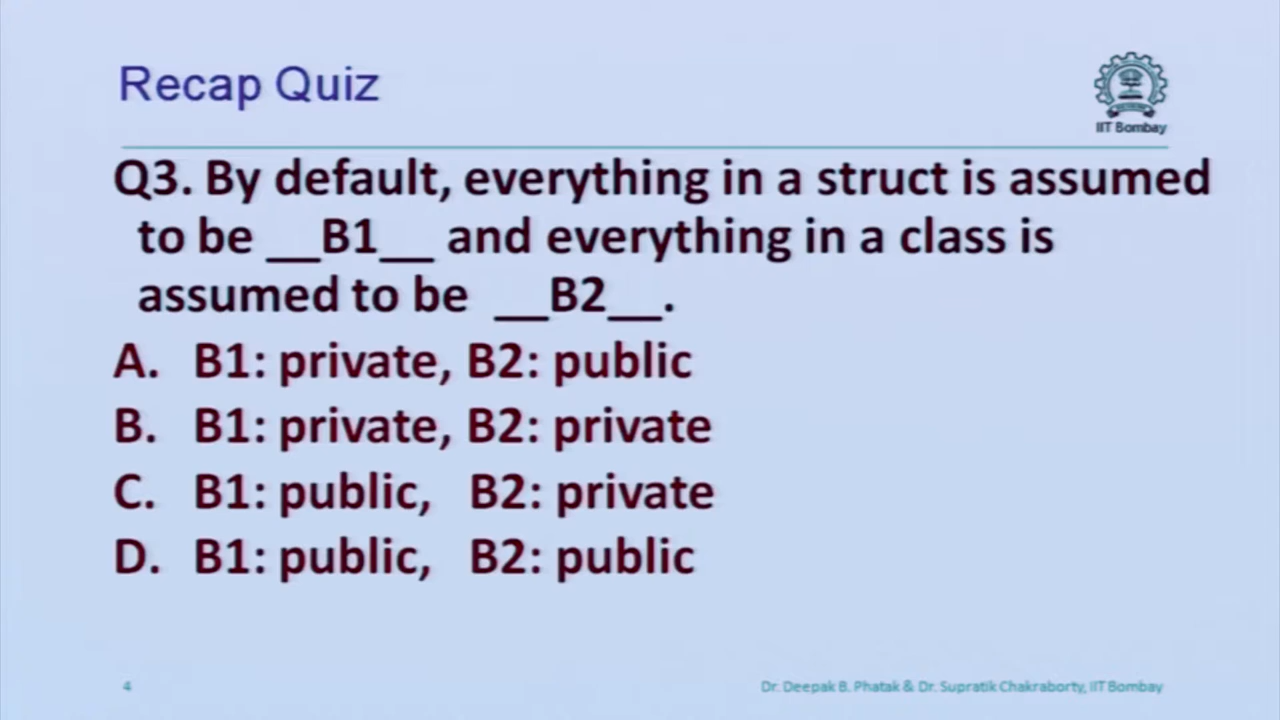 Recap Quiz
IIT Bombay
Q3. By default, everything in a struct is assumed
to be __B1__ and everything in a class is
assumed to be __B2__.
A. B1: private, B2: public
B. B1: private, B2: private
C. B1: public, B2: private
D. B1: public, B2: public
4
Dr. Deepak B. Phatak & Dr. Supratik Chakraborty, IIT Bombay